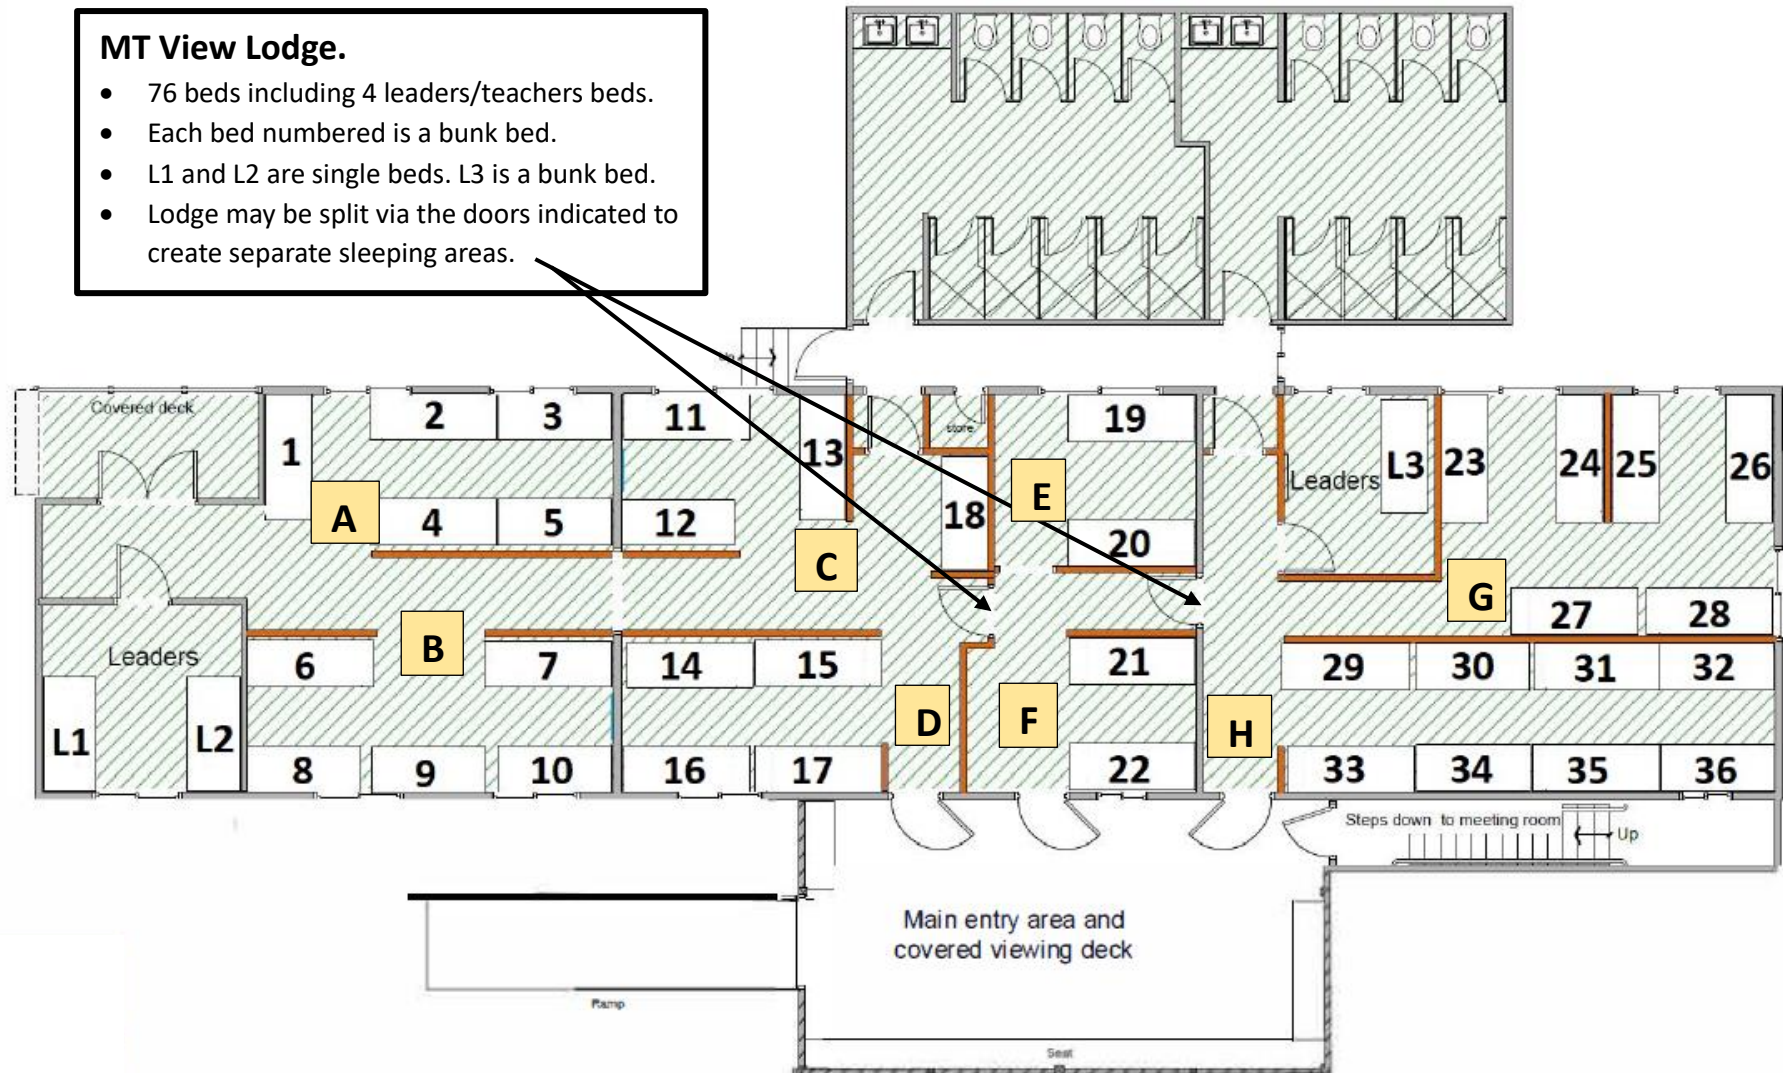 MT View Lodge.
• 76 beds including 4 leaders/teachers beds.
• Each bed numbered is a bunk bed.
• L1 and L2 are single beds. L3 is a bunk bed.
• Lodge may be split via the doors indicated to
create separate sleeping areas.
Up
Covered deck
1
2
3
4
5
A
11
12
13
store
18
C
19
20
E
Leaders
L3
23
24
25
26
G
27
28
Leaders
L1
L2
6
7
B
8
9
10
14
15
16
17
D
21
22
F
H
29
30
31
32
33
34
35
36
Steps down to meeting room
Up
Main entry area and
covered viewing deck
Ramp
Seat